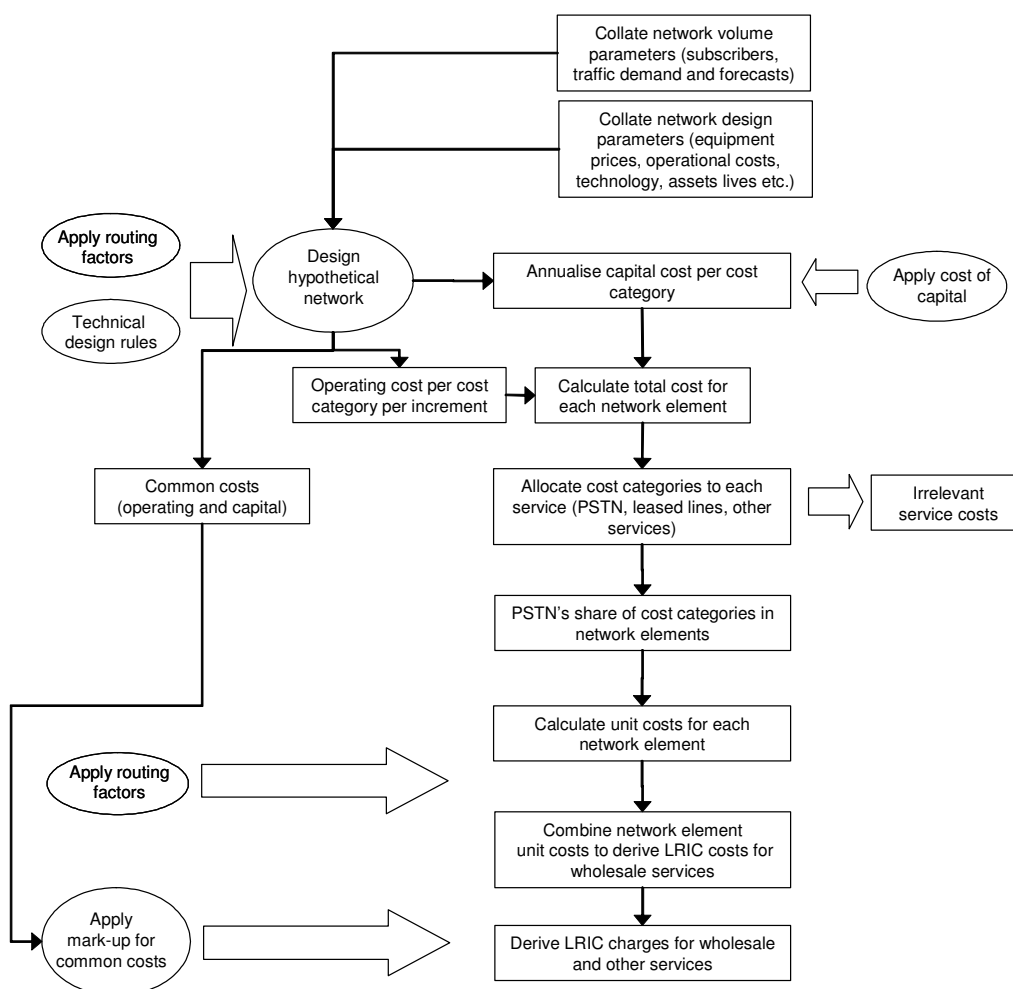 Collate network volume
parameters (subscribers,
traffic demand and forecasts)
Collate network design
parameters (equipment
prices, operational costs,
technology, assets lives etc.)
Apply routing
factors
Technical
design rules
Design
hypothetical
network
Annualise capital cost per cost
category
Apply cost of
capital
Operating cost per cost
category per increment
Calculate total cost for
each network element
Common costs
(operating and capital)
Allocate cost categories to each
service (PSTN, leased lines, other
services)
Irrelevant
service costs
PSTN's share of cost categories in
network elements
Calculate unit costs for each
network element
Apply routing
factors
Combine network element
unit costs to derive LRIC costs for
wholesale services
Apply
mark-up for
common costs
Derive LRIC charges for wholesale
and other services